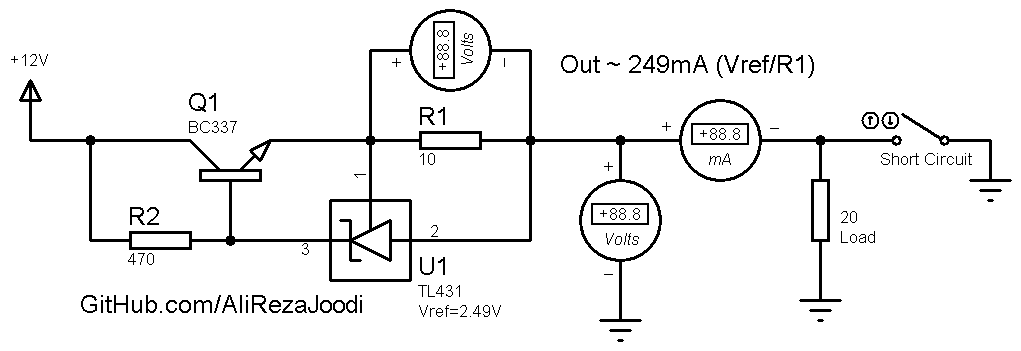 +88.8
Volts
+
−
+12V
Out ~ 249mA (Vref/R1)
Q1
BC337
R1
10
+
+88.8
mA
−
Short Circuit
1
+
+88.8
Volts
−
R2
470
3
2
U1
TL431
Vref=2.49V
20
Load
GitHub.com/AliRezaJoodi